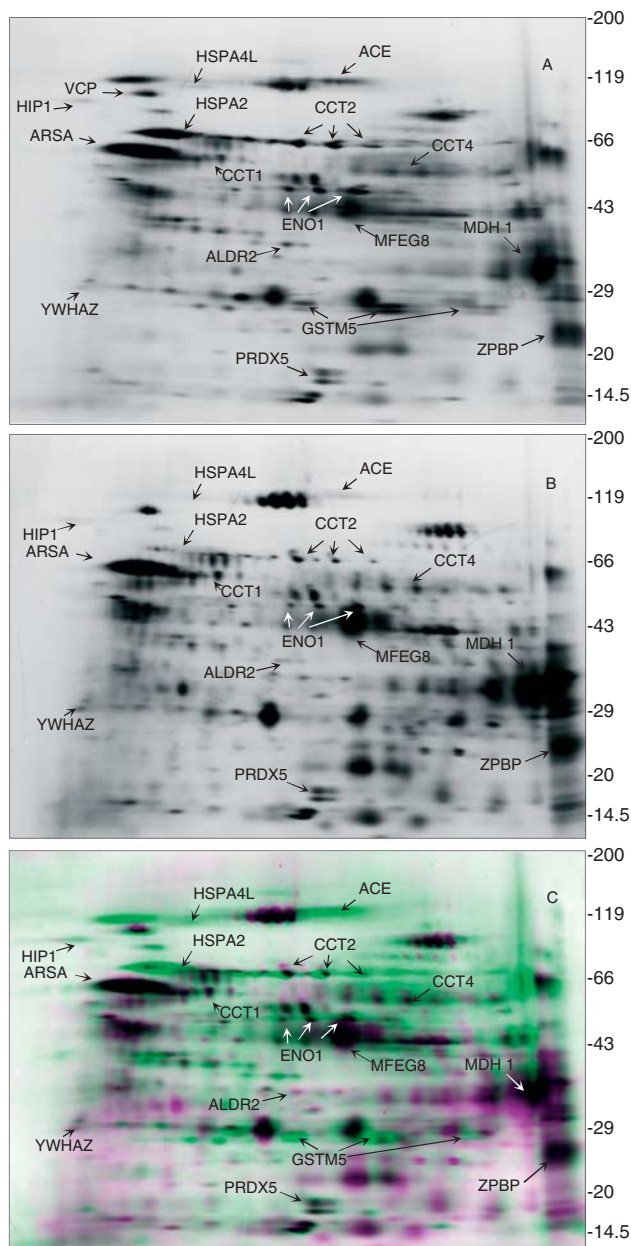 -200
ACE
HSPA4L
A
-119
VCP
HIP1
HSPA2
CCT2
ARSA
-66
CCT4
CCT1
-43
ENO1
MDH 1
MFEG8
ALDR2
-29
YWHAZ
GSTM5
ZPBP
-20
PRDX5
-14.5
-200
HSPA4L
ACE
B
-119
HIP1
HSPA2
CCT2
ARSA
-66
CCT4
CCT1
-43
ENO1
MDH 1
MFEG8
ALDR2
-29
YWHAZ
ZPBP
PRDX5
-20
-14.5
-200
ACE
C
HSPA4L
-119
HIP1
HSPA2
CCT2
ARSA
-66
CCT4
CCT1
-43
ENO1
MFEG8
MDH 1
ALDR2
-29
YWHAZ
GSTM5
ZPBP
PRDX5
-20
-14.5